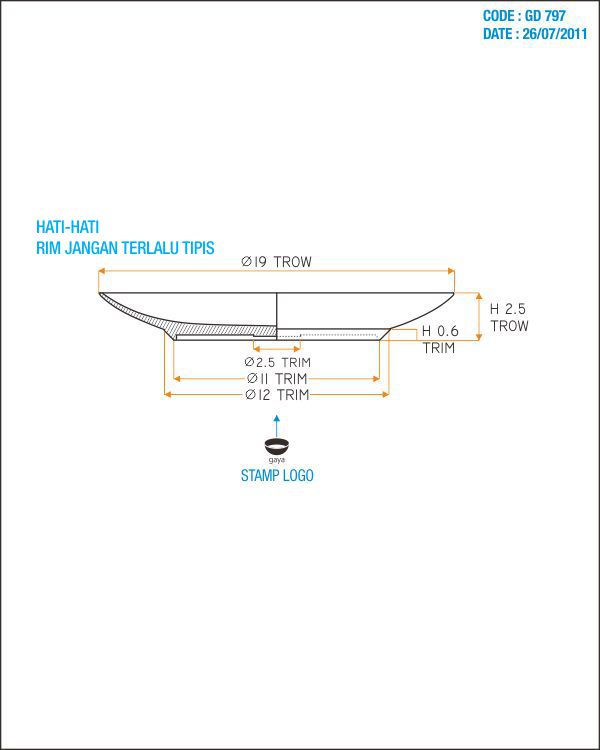 CODE : GD 797
DATE : 26/07/2011
HATI-HATI
RIM JANGAN TERLALU TIPIS
Ø19 TROW
H 2.5
TROW
H 0.6
TRIM
Ø2.5 TRIM
Ø11 TRIM
Ø12 TRIM
gaya
STAMP LOGO